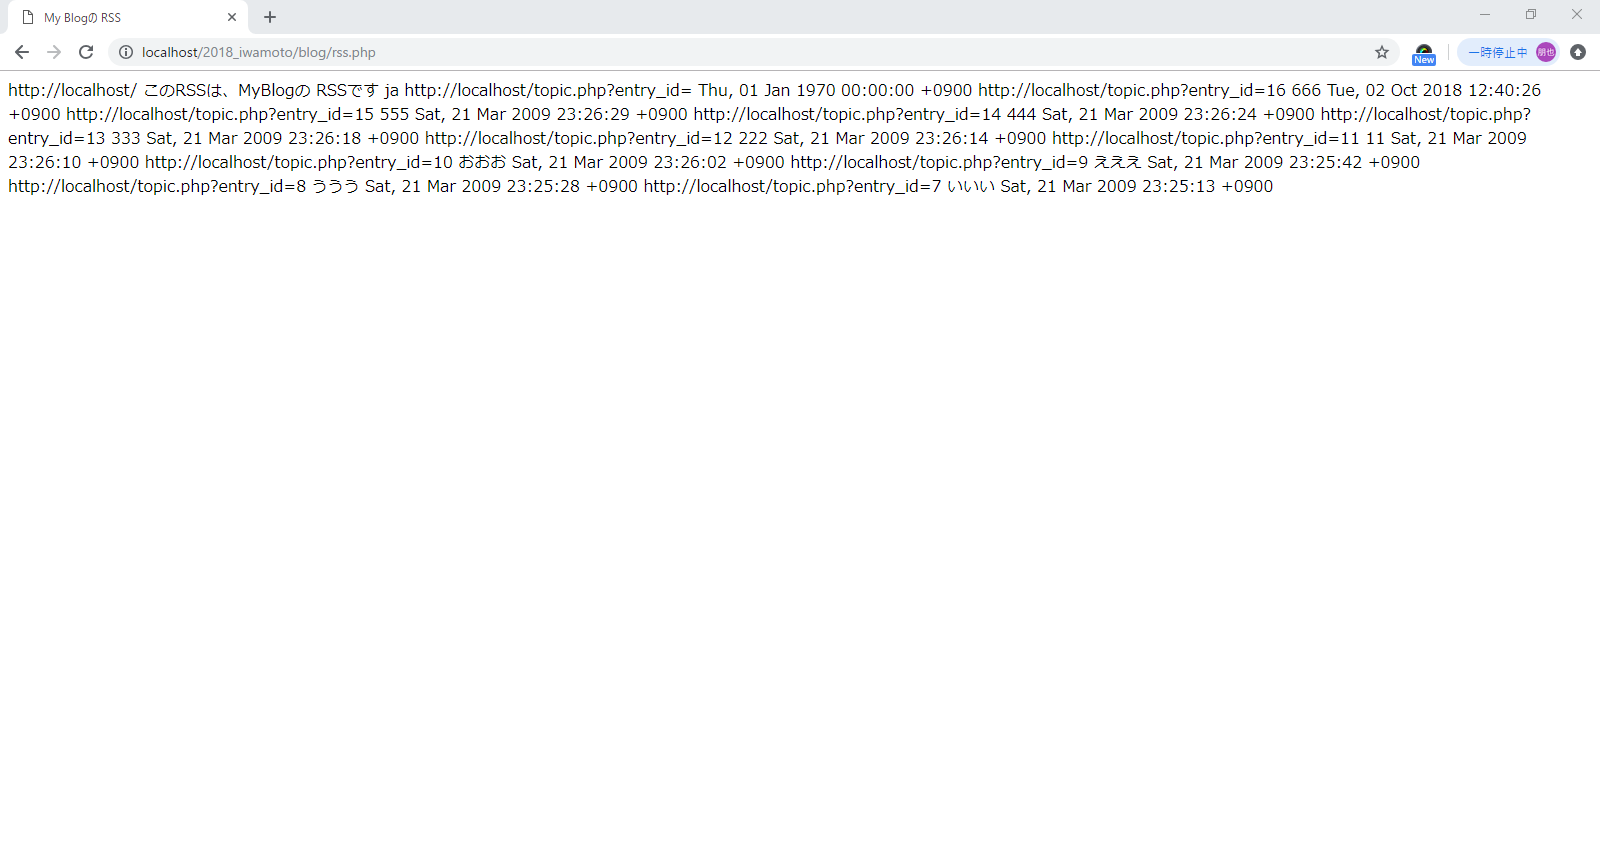 My Blogの RSS
localhost/2018_iwamoto/blog/rss.php
New
一時停止中
朋也
http://localhost/ このRSSは、MyBlogの RSSです ja http://localhost/topic.php?entry_id= Thu, 01 Jan 1970 00:00:00 +0900 http://localhost/topic.php?entry_id=16 666 Tue, 02 Oct 2018 12:40:26
+0900 http://localhost/topic.php?entry_id=15 555 Sat, 21 Mar 2009 23:26:29 +0900 http://localhost/topic.php?entry_id=14 444 Sat, 21 Mar 2009 23:26:24 +0900 http://localhost/topic.php?
entry_id=13 333 Sat, 21 Mar 2009 23:26:18 +0900 http://localhost/topic.php?entry_id=12 222 Sat, 21 Mar 2009 23:26:14 +0900 http://localhost/topic.php?entry_id=11 11 Sat, 21 Mar 2009
23:26:10 +0900 http://localhost/topic.php?entry_id=10 おおお Sat, 21 Mar 2009 23:26:02 +0900 http://localhost/topic.php?entry_id=9 えええ Sat, 21 Mar 2009 23:25:42 +0900
http://localhost/topic.php?entry_id=8 ううう Sat, 21 Mar 2009 23:25:28 +0900 http://localhost/topic.php?entry_id=7 いいい Sat, 21 Mar 2009 23:25:13 +0900